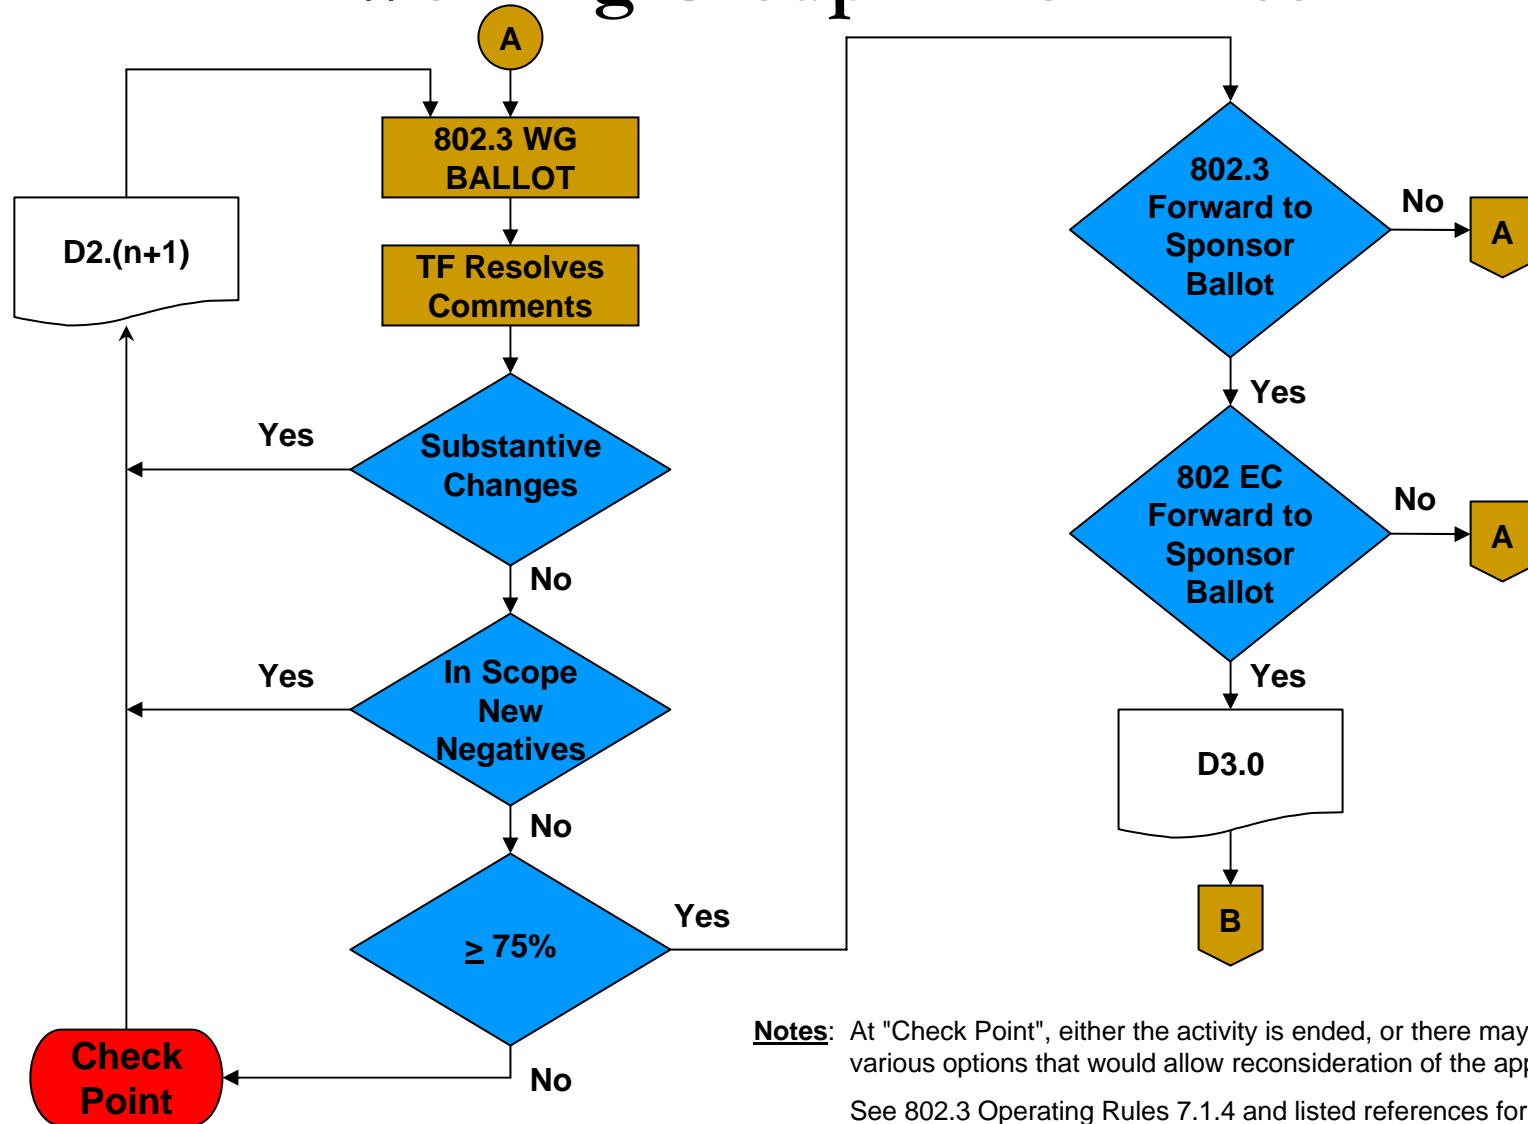 A
802.3 WG
BALLOT
D2.(n+1)
TF Resolves
Comments
Yes
Substantive
Changes
No
Yes
In Scope
New
Negatives
No
≥ 75%
Yes
No
Check
Point
802.3
Forward to
Sponsor
Ballot
No
A
Yes
802 EC
Forward to
Sponsor
Ballot
No
A
Yes
D3.0
B
Notes: At "Check Point", either the activity is ended, or there may
various options that would allow reconsideration of the
See 802.3 Operating Rules 7.1.4 and listed references for